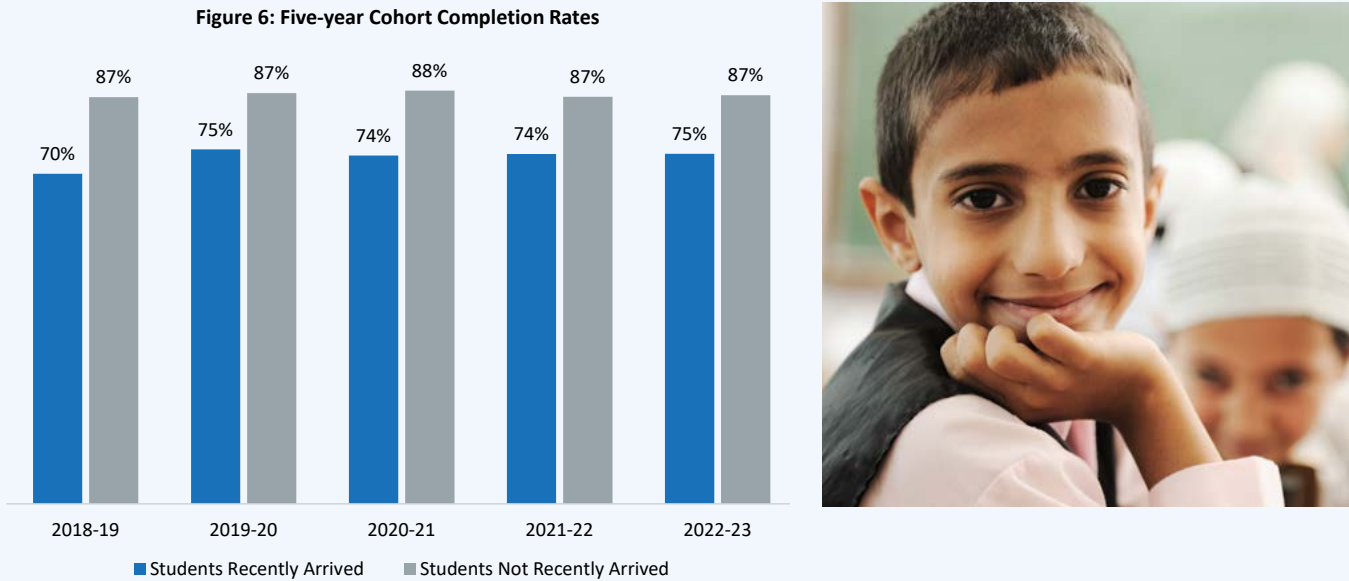 Figure 6: Five-year Cohort Completion Rates
87% 87% 88% 87% 87%
70% 75% 74% 74% 75%
2018-19 2019-20 2020-21 2021-22 2022-23
Students Recently Arrived Students Not Recently Arrived